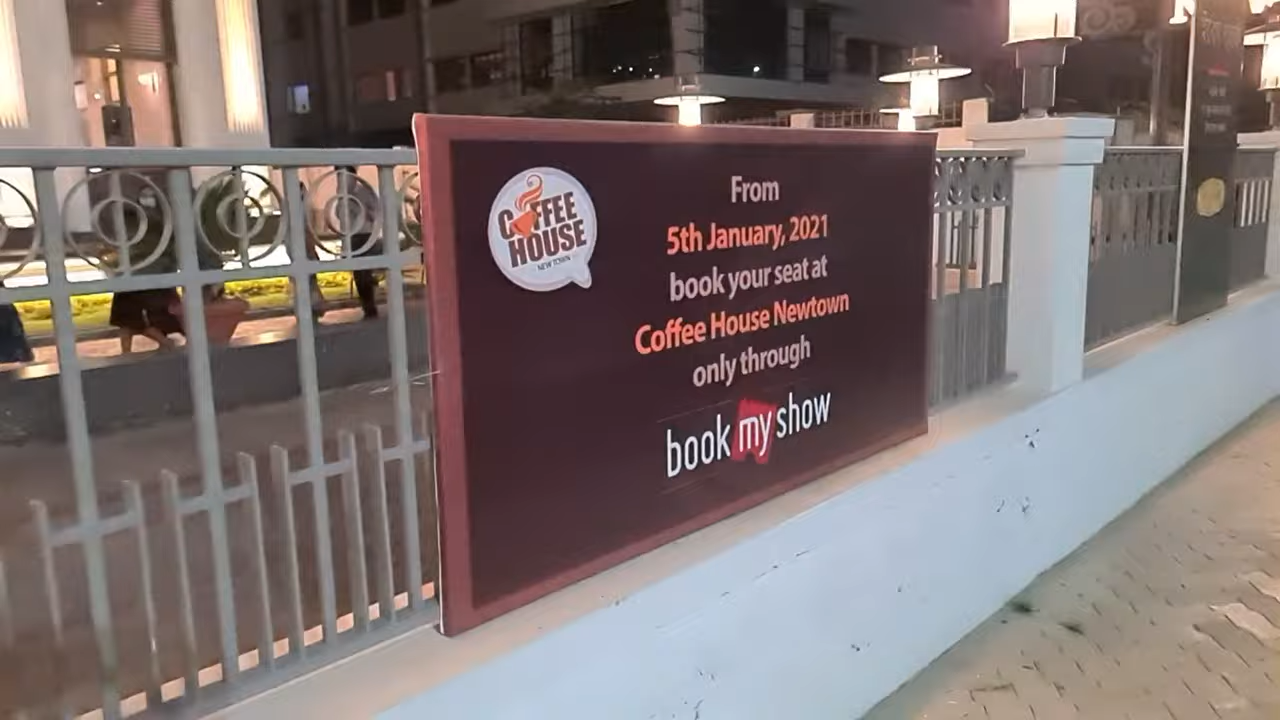 COFFEE
HOUSE
NEW TOWN
From
5th January, 2021
book your seat at
Coffee House Newtown
only through
book my show